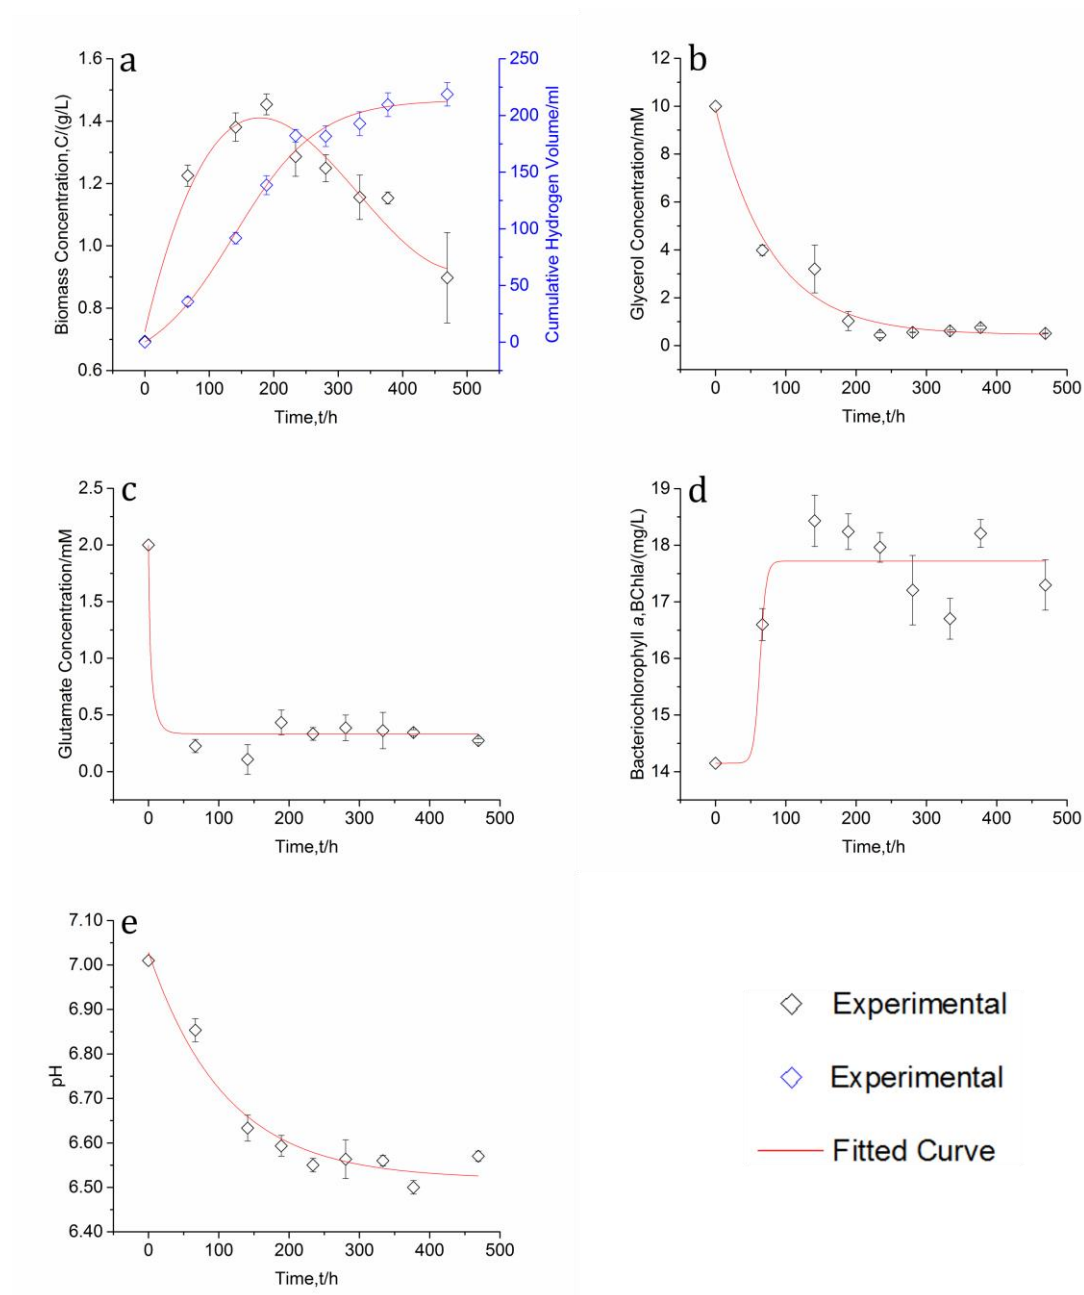 a
1.6
1.4
1.2
1.0
0.8
0.6
Biomass Concentration,C/(g/L)
250
200
150
100
50
0
Cumulative Hydrogen Volume/ml
0 100 200 300 400
Time,t/h
b
12
10
8
6
4
2
0
Glycerol Concentration/mM
0 100 200 300 400 500
Time,t/h
c
2.5
2.0
1.5
1.0
0.5
0.0
Glutamate Concentration/mM
0 100 200 300 400 500
Time,t/h
d
19
18
17
16
15
14
Bacteriochlorophyll a,BChla/(mg/L)
0 100 200 300 400 500
Time,t/h
e
7.10
7.00
6.90
6.80
6.70
6.60
6.50
6.40
pH
0 100 200 300 400 500
Time,t/h
Experimental
Experimental
Fitted Curve